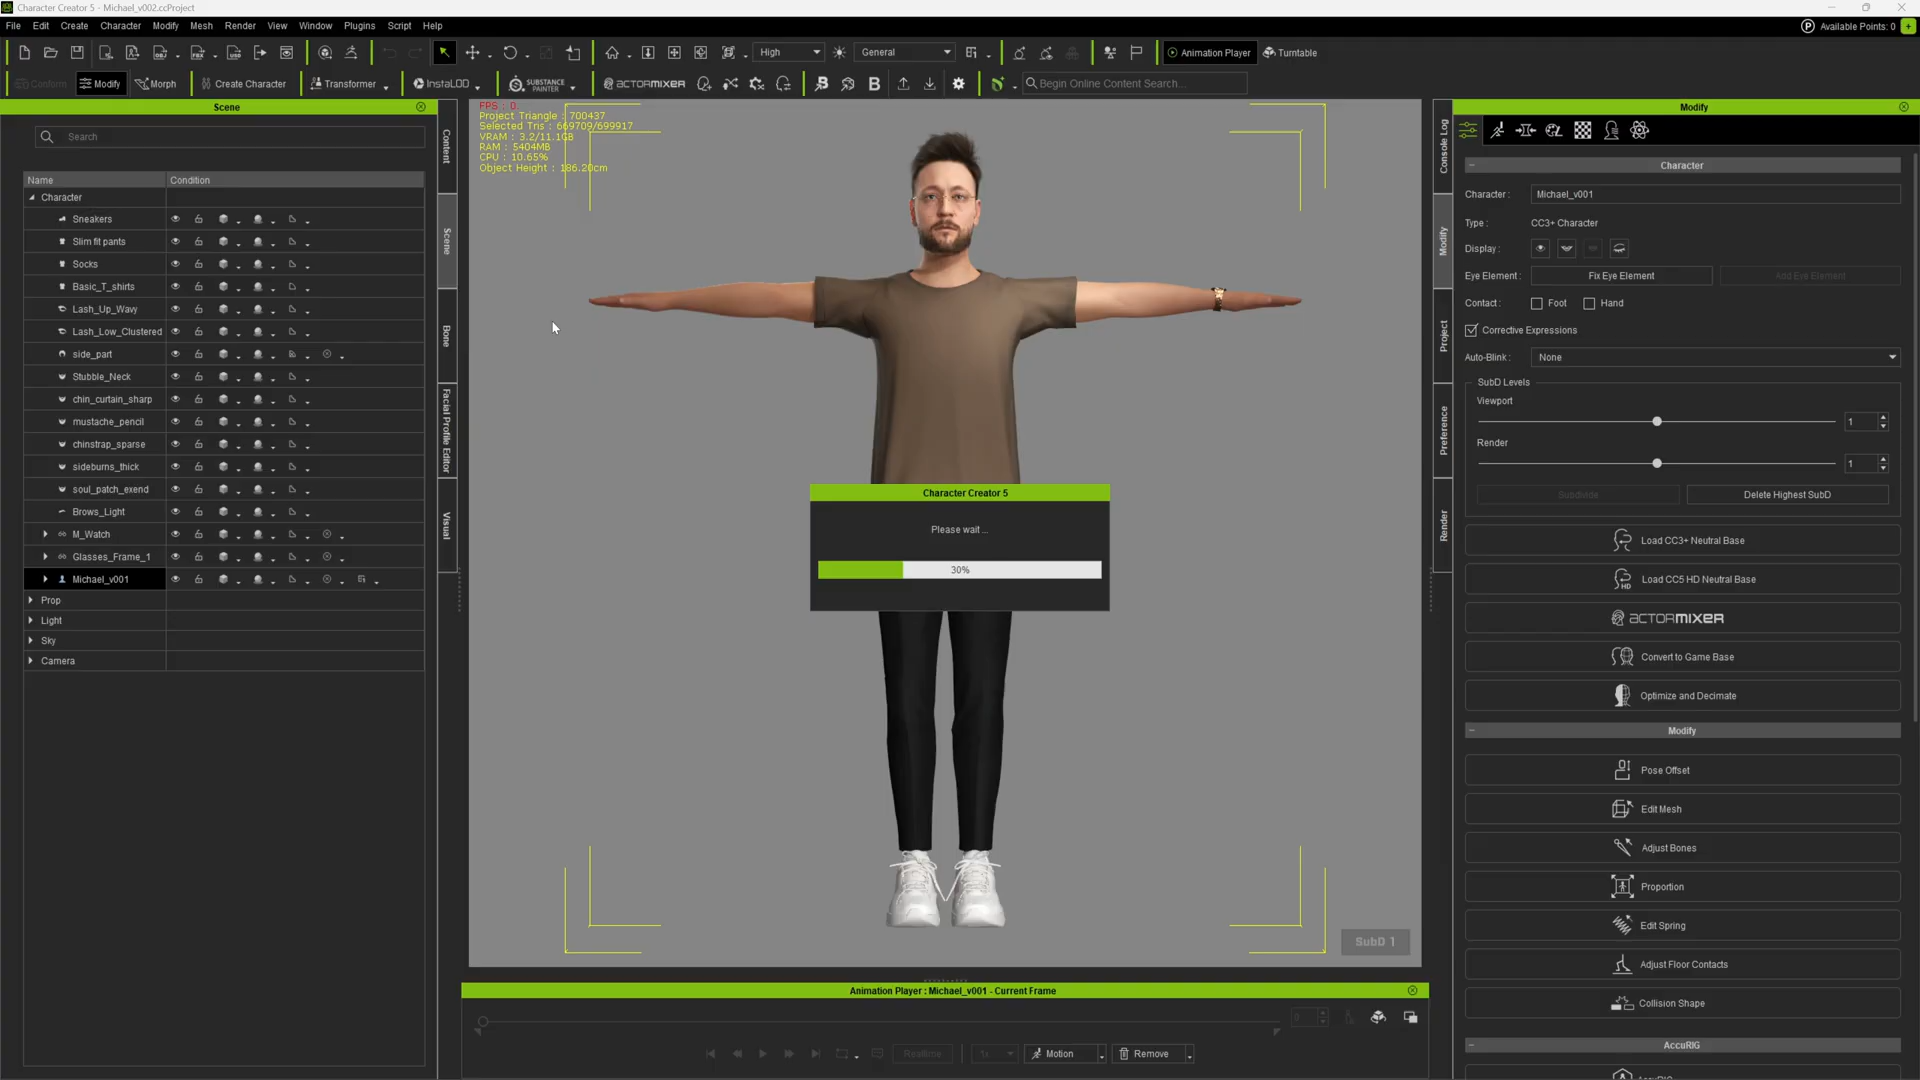 Character Creator 5 - Michael_v002.ccProject
File Edit Create Character Modify Mesh Render View Window Plugins Script Help
Available Points: 0
High
General
Animation Player
Turntable
Conform
Modify
Morph
Create Character
Transformer
InstaLOD
SUBSTANCE PAINTER
ACTORMIXER
Begin Online Content Search...
Scene
Search
Name Condition
Character
Sneakers
Slim fit pants
Socks
Basic_T_shirts
Lash_Up_Wavy
Lash_Low_Clustered
side_part
Stubble_Neck
chin_curtain_sharp
mustache_pencil
chinstrap_sparse
sideburns_thick
soul_patch_exend
Brows_Light
M_Watch
Glasses_Frame_1
Michael_v001
Prop
Light
Sky
Camera
Content
Scene
Bone
Facial Profile Editor
Visual
FPS : 0.
Project Triangle : 700437
Selected Tris : 669709/699917
VRAM : 3.2/11.1GB
RAM : 5404MB
CPU : 10.65%
Object Height : 186.20cm
Character Creator 5
Please wait ...
30%
SubD 1
Animation Player : Michael_v001 - Current Frame
0
Realtime
1x
Motion
Remove
Console Log
Modify
Project
Preference
Render
Modify
Character
Character : Michael_v001
Type : CC3+ Character
Display :
Eye Element : Fix Eye Element Add Eye Element
Contact : Foot Hand
Corrective Expressions
Auto-Blink : None
SubD Levels
Viewport
1
Render
1
Subdivide Delete Highest SubD
Load CC3+ Neutral Base
HD Load CC5 HD Neutral Base
ACTORMIXER
Convert to Game Base
Optimize and Decimate
Modify
Pose Offset
Edit Mesh
Adjust Bones
Proportion
Edit Spring
Adjust Floor Contacts
Collision Shape
AccuRIG